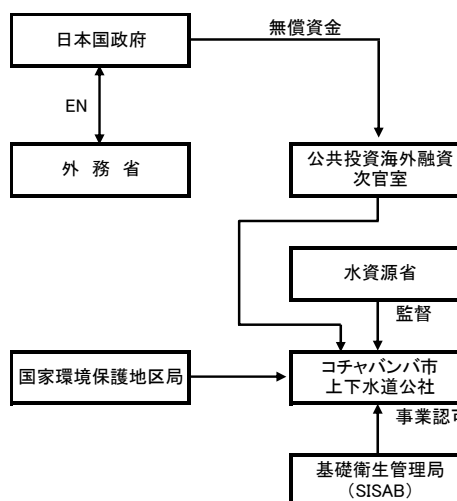 日本国政府
無償資金
EN
外 務 省
公共投資海外融資
次官室
水資源省
監督
国家環境保護地区局
コチャバンバ市
上下水道公社
事業認可
基礎衛生管理局
（SISAB）